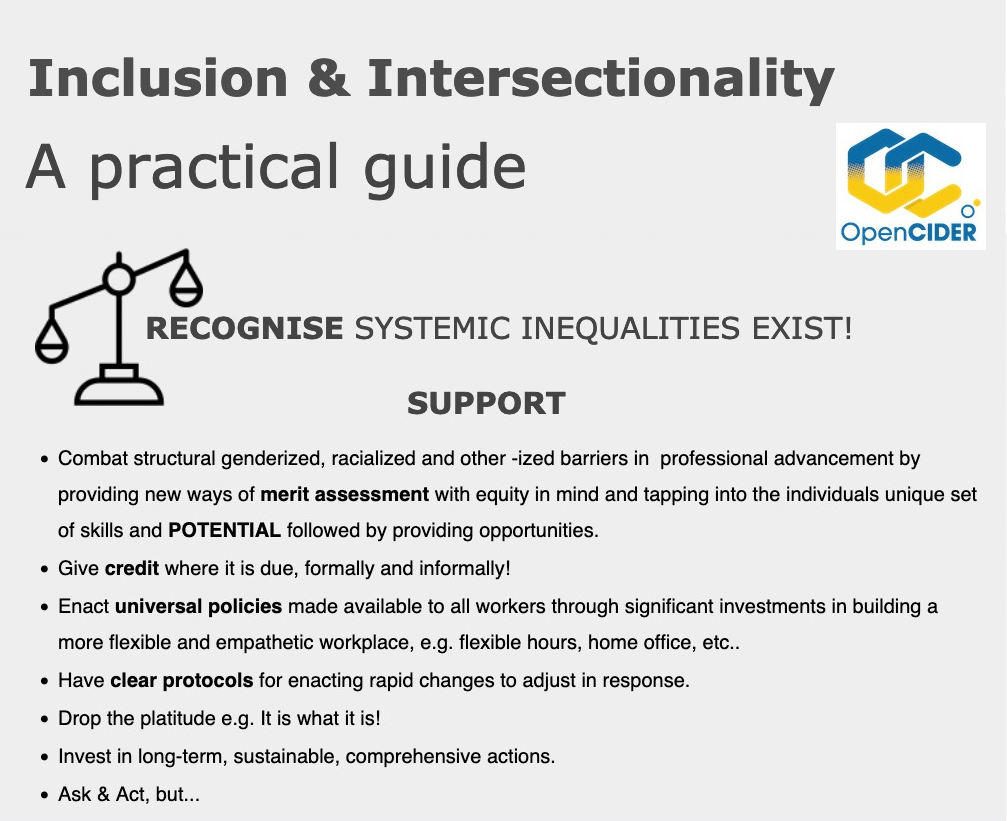 Inclusion & Intersectionality
A practical guide
OpenCIDER
RECOGNISE SYSTEMIC INEQUALITIES EXIST!
SUPPORT
• Combat structural genderized, racialized and other -ized barriers in  professional advancement by
providing new ways of merit assessment with equity in mind and tapping into the individuals unique set
of skills and POTENTIAL followed by providing opportunities.
• Give credit where it is due, formally and informally!
• Enact universal policies made available to all workers through significant investments in building a
more flexible and empathetic workplace, e.g. flexible hours, home office, etc..
• Have clear protocols for enacting rapid changes to adjust in response.
• Drop the platitude e.g. It is what it is!
• Invest in long-term, sustainable, comprehensive actions.
• Ask & Act, but...